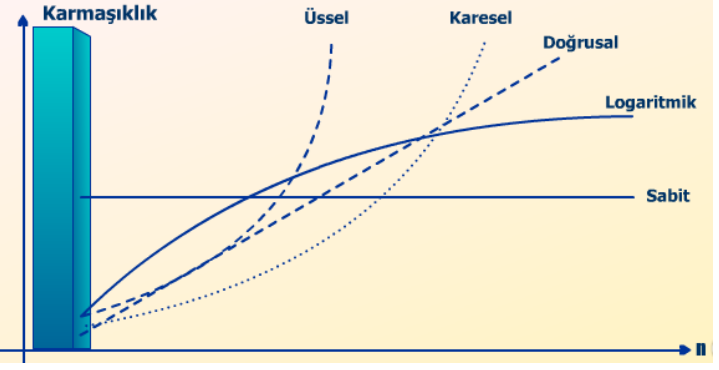 Karmaşıklık
Üssel
Karesel
Doğrusal
Logaritmik
Sabit
n